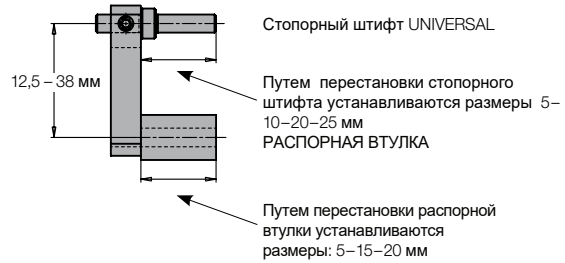 Стопорный штифт UNIVERSAL
12,5 – 38 мм
Путем перестановки стопорного
штифта устанавливаются размеры 5–
10–20–25 мм
РАСПОРНАЯ ВТУЛКА
Путем перестановки распорной
втулки устанавливаются
размеры: 5–15–20 мм